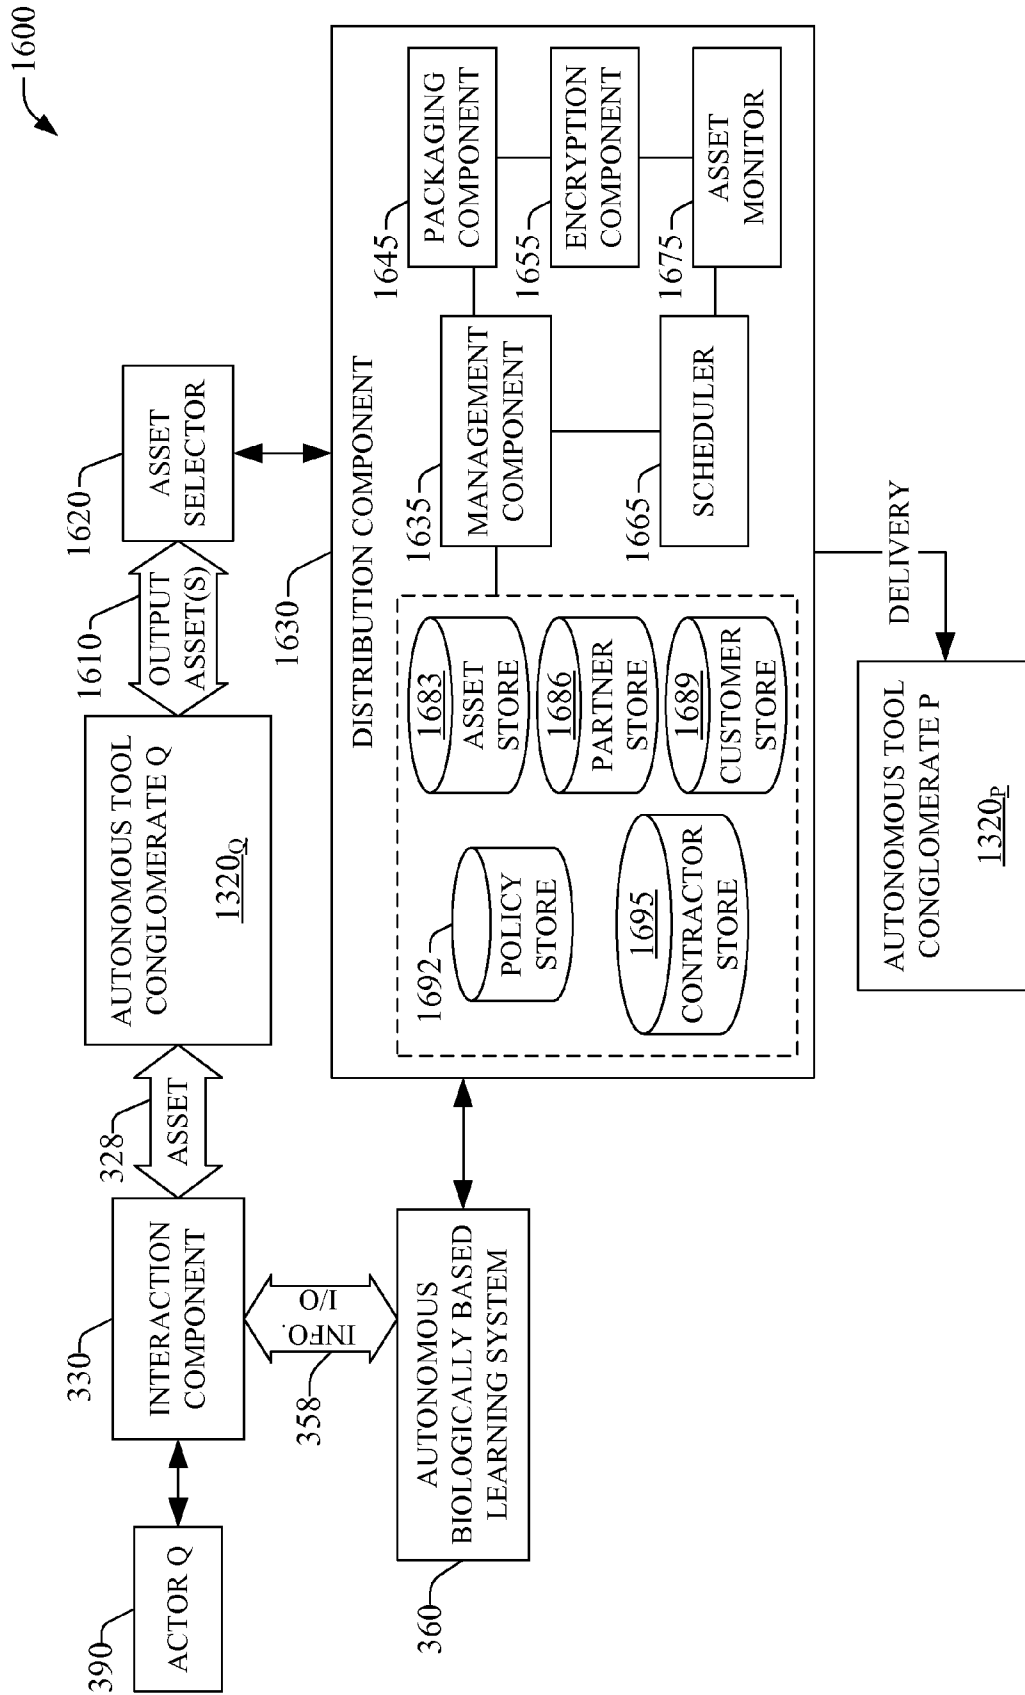 1600
390
ACTOR Q
330
INTERACTION
COMPONENT
328
ASSET
AUTONOMOUS TOOL
CONGLOMERATE Q
1320Q
1610
OUTPUT
ASSET(S)
1620
ASSET
SELECTOR
358
INFO.
I/O
360
AUTONOMOUS
BIOLOGICALLY BASED
LEARNING SYSTEM
1630
DISTRIBUTION COMPONENT
1692
POLICY
STORE
1683
ASSET
STORE
1686
PARTNER
STORE
1689
CUSTOMER
STORE
1695
CONTRACTOR
STORE
1635
MANAGEMENT
COMPONENT
1645
PACKAGING
COMPONENT
1655
ENCRYPTION
COMPONENT
1665
SCHEDULER
1675
ASSET
MONITOR
DELIVERY
AUTONOMOUS TOOL
CONGLOMERATE P
1320P